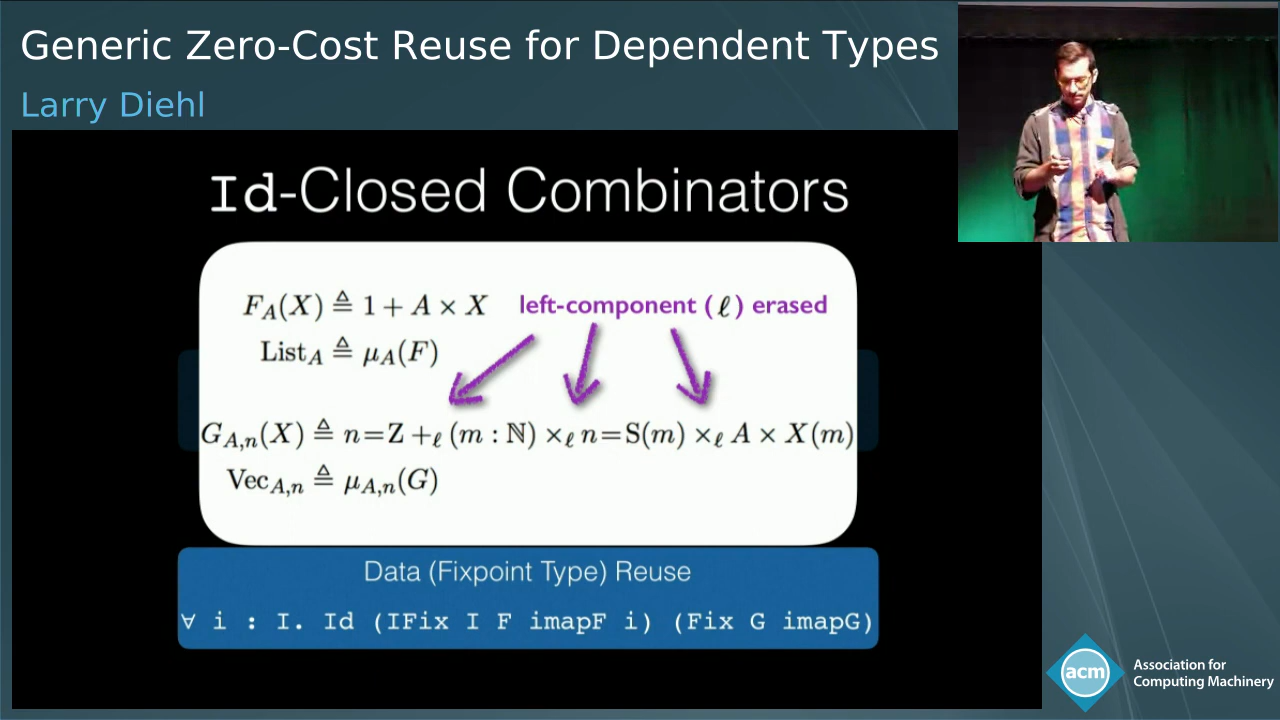 Generic Zero-Cost Reuse for Dependent Types
Larry Diehl
Id-Closed Combinators
F_A(X) ≜ 1 + A × X left-component (ℓ) erased
List_A ≜ μ_A(F)
G_{A,n}(X) ≜ n=Z +_ℓ (m : ℕ) ×_ℓ n=S(m) ×_ℓ A × X(m)
Vec_{A,n} ≜ μ_{A,n}(G)
Data (Fixpoint Type) Reuse
∀ i : I. Id (IFix I F imapF i) (Fix G imapG)
acm Association for
Computing Machinery